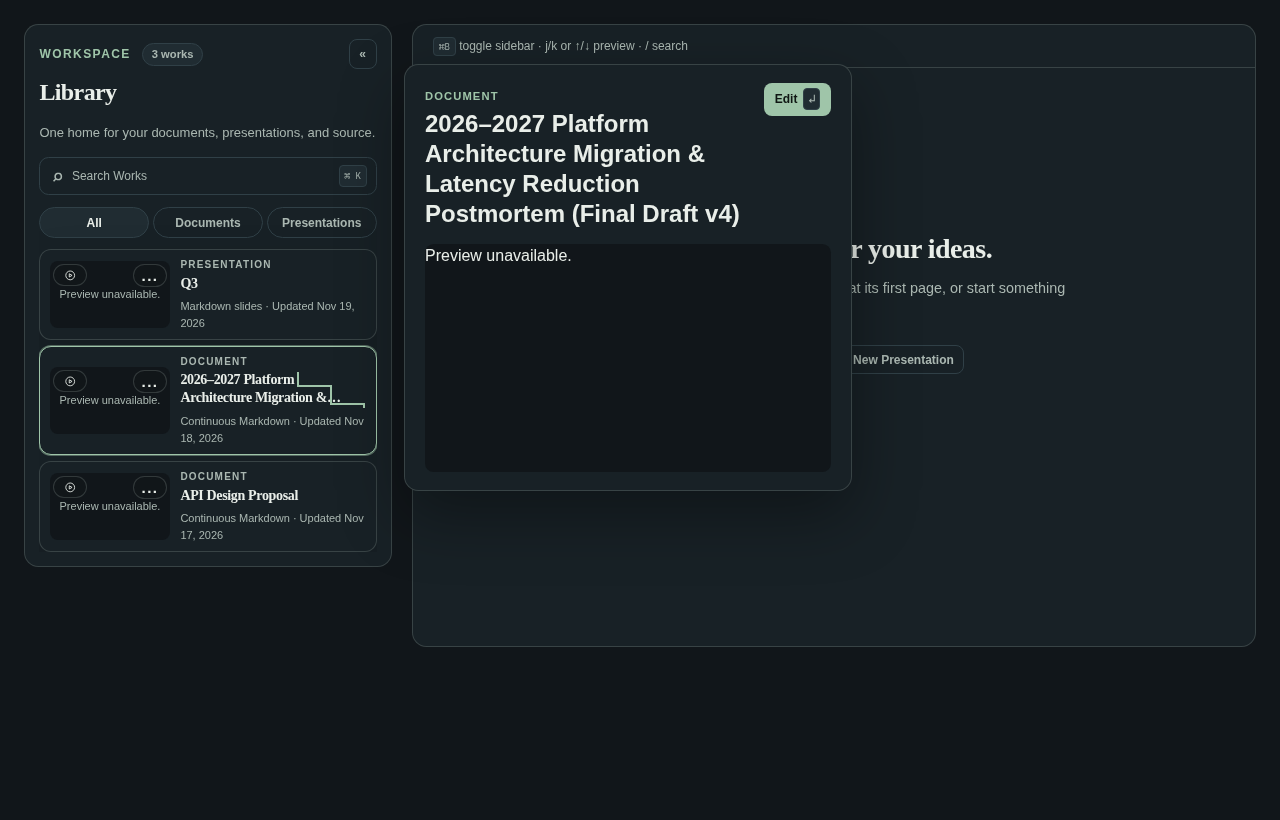 WORKSPACE 3 works «
Library
One home for your documents, presentations, and source.
Search Works ⌘ K
All Documents Presentations
PRESENTATION
Q3
Markdown slides · Updated Nov 19,
2026
...
Preview unavailable.
DOCUMENT
2026–2027 Platform
Architecture Migration &…
Continuous Markdown · Updated Nov
18, 2026
...
Preview unavailable.
DOCUMENT
API Design Proposal
Continuous Markdown · Updated Nov
17, 2026
...
Preview unavailable.
⌘B toggle sidebar · j/k or ↑/↓ preview · / search
DOCUMENT
Edit ↲
2026–2027 Platform
Architecture Migration &
Latency Reduction
Postmortem (Final Draft v4)
Preview unavailable.
r your ideas.
at its first page, or start something
New Presentation